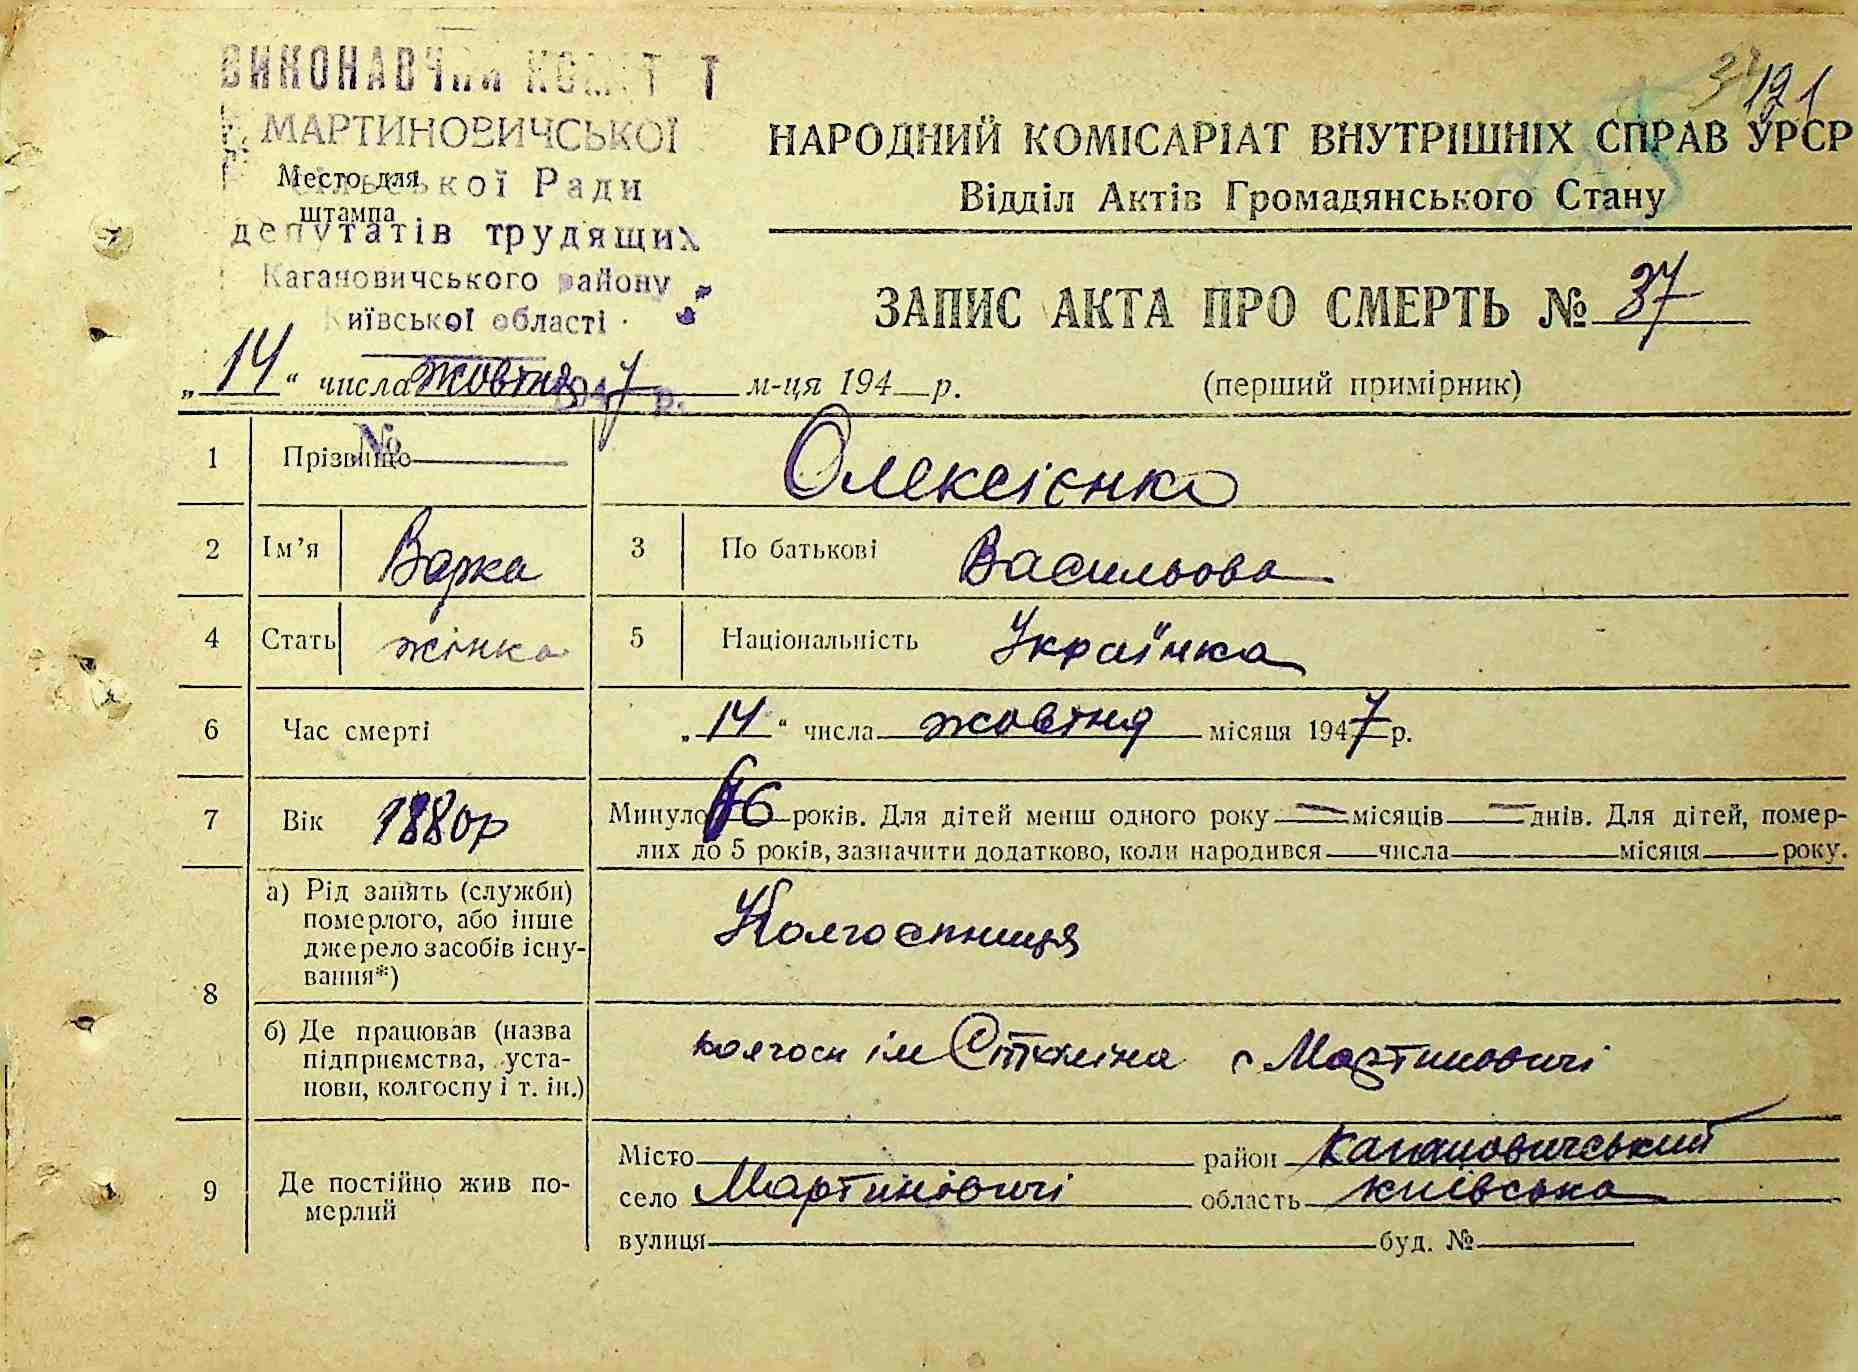 ВИКОНАВЧИЙ КОМІТЕТ
МАРТИНОВИЧСЬКОЇ
Место для
штампа
сільської Ради
депутатів трудящих
Кагановичського району
Київської області
121
НАРОДНИЙ КОМІСАРІАТ ВНУТРІШНІХ СПРАВ УРСР
Відділ Актів Громадянського Стану
ЗАПИС АКТА ПРО СМЕРТЬ № 37
„14“ числа жовтня 1947 р. м-ця 194 р. (перший примірник)
№
1 Прізвище Олексієнко
2 Ім'я Варка 3 По батькові Васильова
4 Стать жінка 5 Національність Українка
6 Час смерті „14“ числа жовтня місяця 1947 р.
7 Вік 1880р Минуло 66 років. Для дітей менш одного року — місяців — днів. Для дітей, помер-
лих до 5 років, зазначити додатково, коли народився числа місяця року.
8 а) Рід занять (служби)
померлого, або інше
джерело засобів існу-
вання*)
Колгоспниця
б) Де працював (назва
підприємства, уста-
нови, колгоспу і т. ін.)
колгосп ім Сталіна с Мартиновичі
9 Де постійно жив по-
мерлий
Місто район Кагановичський
село Мартиновичі область Київська
вулиця буд. №